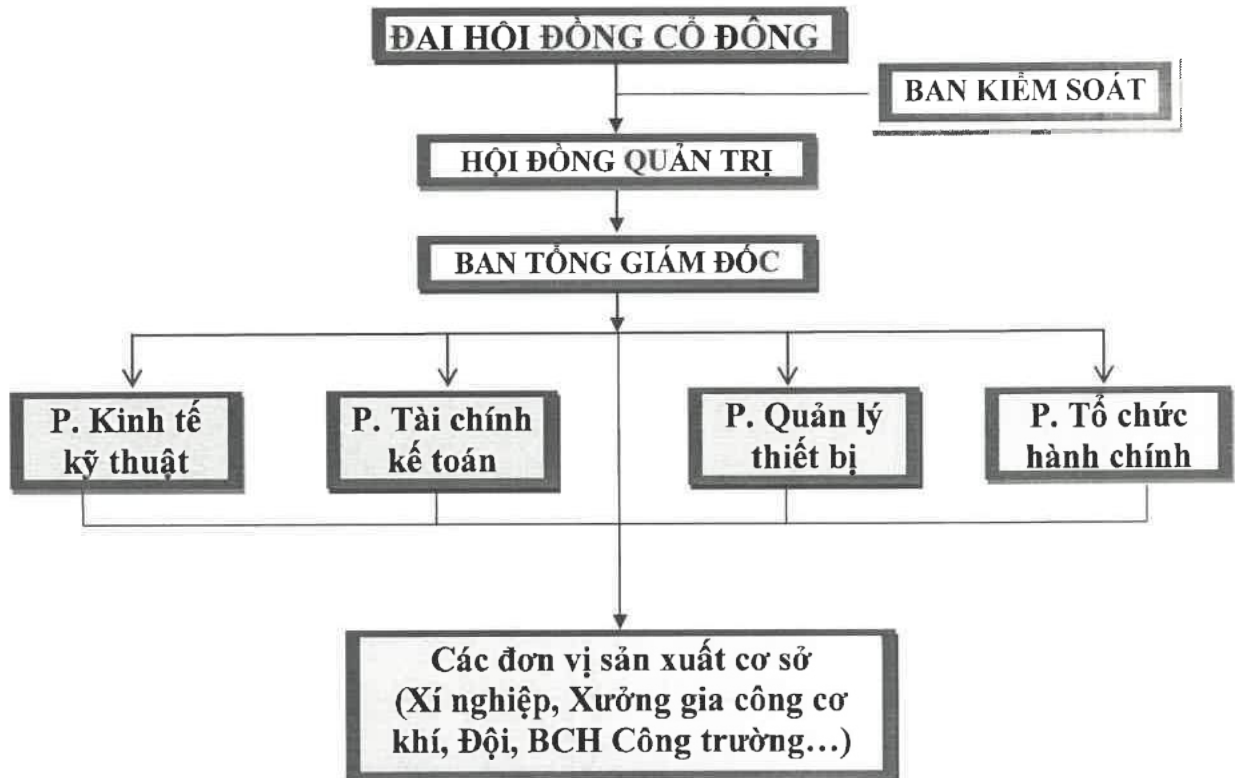 ĐAI HỘI ĐỒNG CỔ ĐÔNG
BAN KIỂM SOÁT
HỘI ĐỒNG QUẢN TRỊ
BAN TỔNG GIÁM ĐỐC
P. Kinh tế
kỹ thuật
P. Tài chính
kế toán
P. Quản lý
thiết bị
P. Tổ chức
hành chính
Các đơn vị sản xuất cơ sở
(Xí nghiệp, Xưởng gia công cơ
khí, Đội, BCH Công trường…)